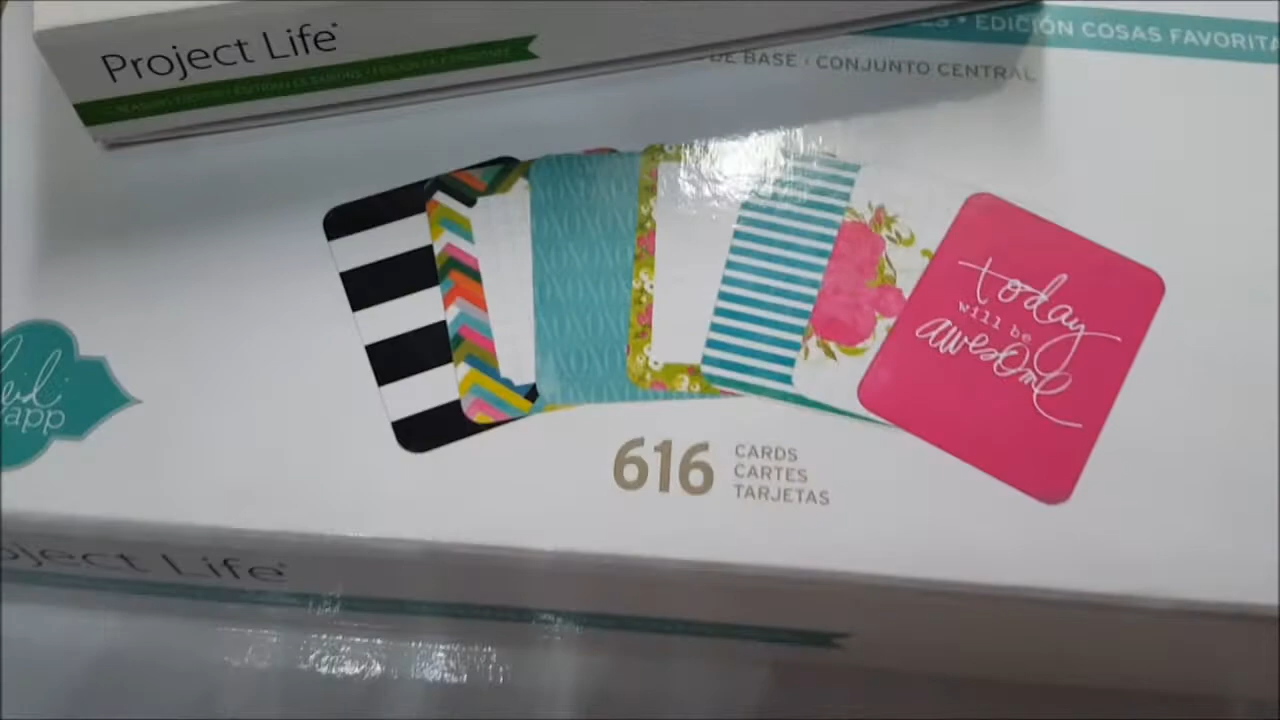 Project Life
EDICIÓN COSAS FAVORITA
DE BASE • CONJUNTO CENTRAL
today
will be
awesome
616
CARDS
CARTES
TARJETAS
app
oject Life